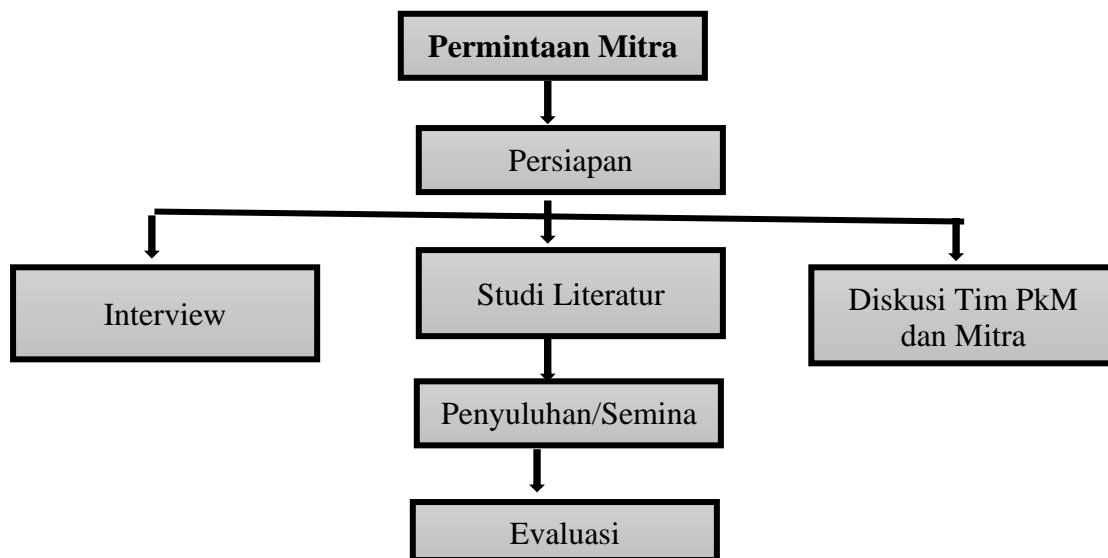 Permintaan Mitra
Persiapan
Interview
Studi Literatur
Diskusi Tim PkM
dan Mitra
Penyuluhan/Semina
Evaluasi